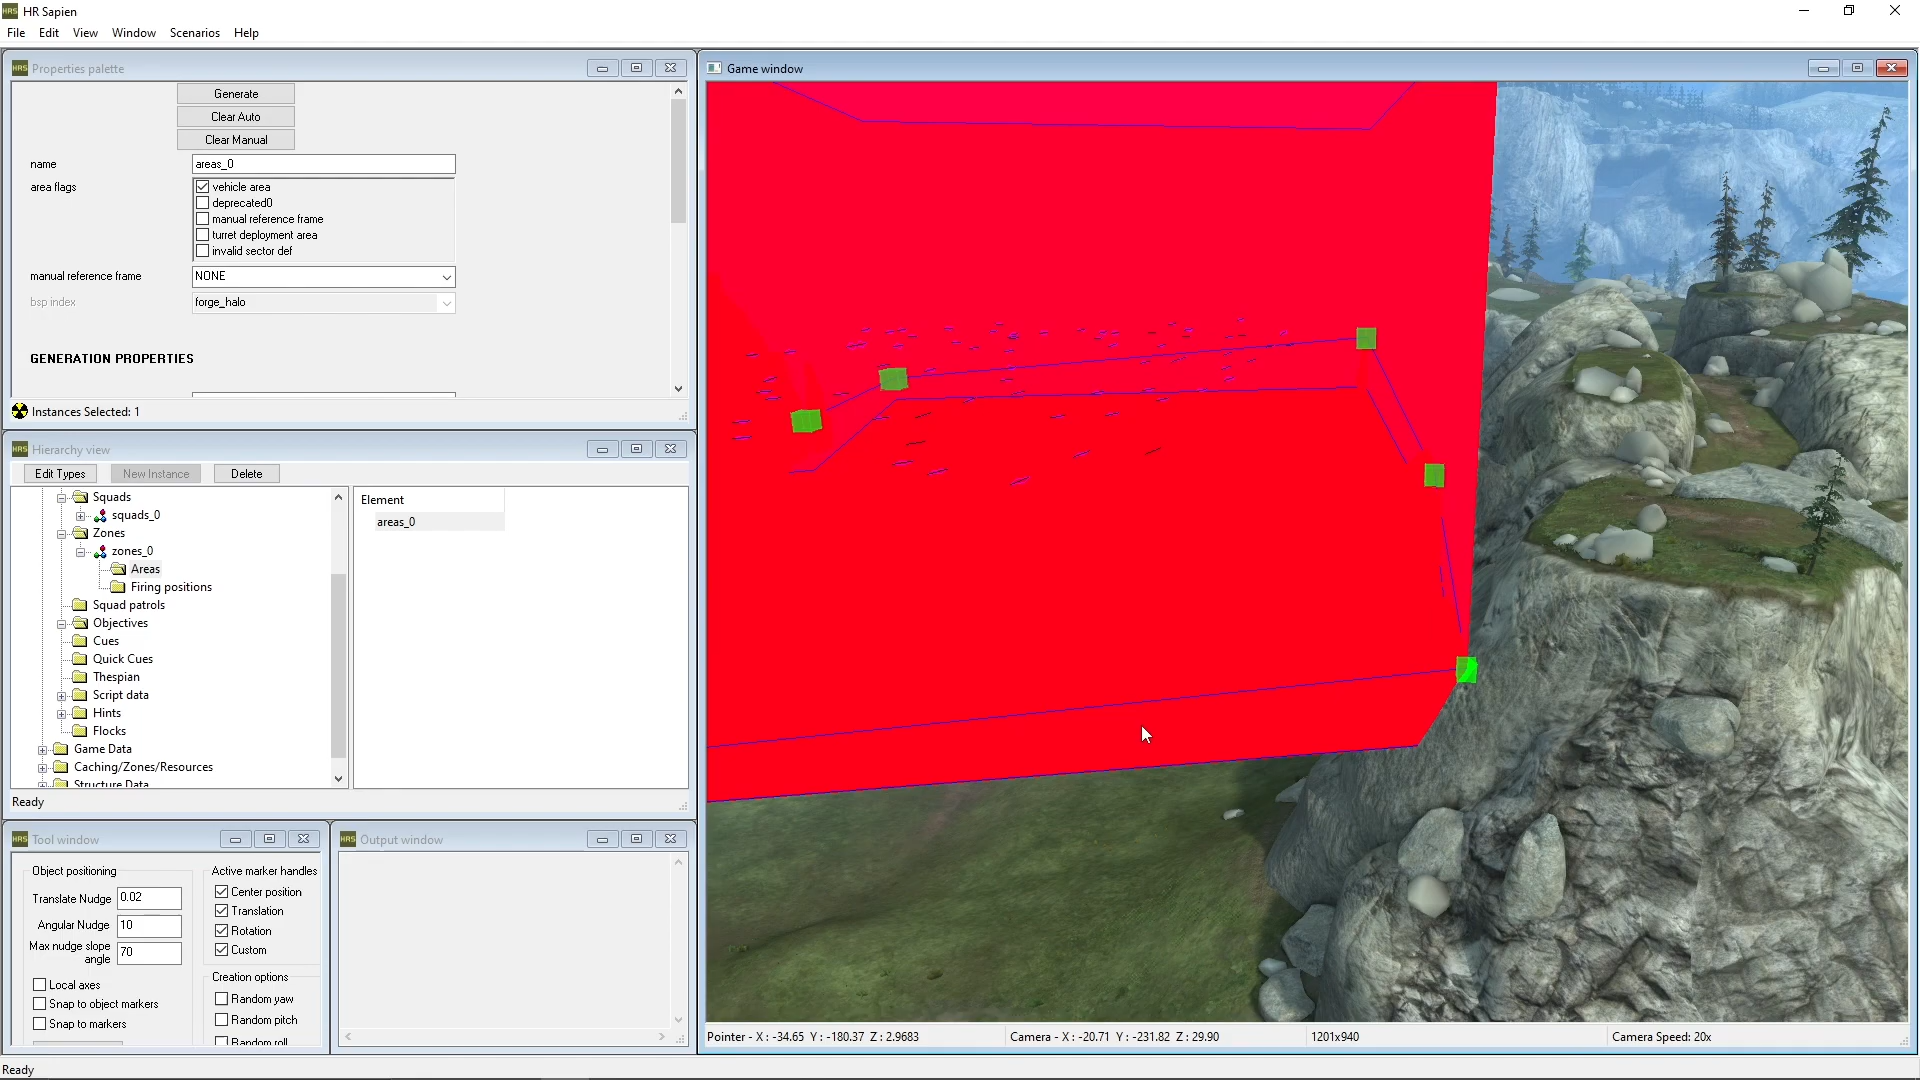 HRS HR Sapien
File Edit View Window Scenarios Help
HRS Properties palette
Generate
Clear Auto
Clear Manual
name areas_0
area flags vehicle area
deprecated0
manual reference frame
turret deployment area
invalid sector def
manual reference frame NONE
bsp index forge_halo
GENERATION PROPERTIES
Instances Selected: 1
HRS Hierarchy view
Edit Types New Instance Delete
Squads
squads_0
Zones
zones_0
Areas
Firing positions
Squad patrols
Objectives
Cues
Quick Cues
Thespian
Script data
Hints
Flocks
Game Data
Caching/Zones/Resources
Structure Data
Element
areas_0
Ready
HRS Tool window
Object positioning
Translate Nudge 0.02
Angular Nudge 10
Max nudge slope angle 70
Local axes
Snap to object markers
Snap to markers
Active marker handles
Center position
Translation
Rotation
Custom
Creation options
Random yaw
Random pitch
Random roll
HRS Output window
Game window
Pointer - X : -34.65 Y : -180.37 Z : 2.9683
Camera - X : -20.71 Y : -231.82 Z : 29.90
1201x940
Camera Speed: 20x
Ready